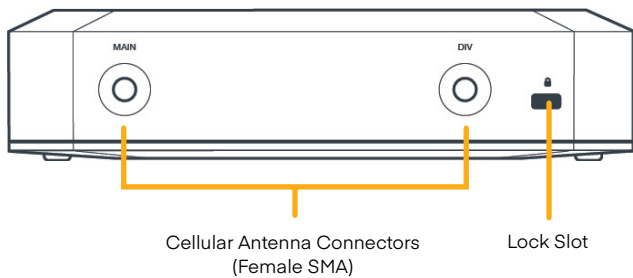 MAIN
DIV
Cellular Antenna Connectors
(Female SMA)
Lock Slot